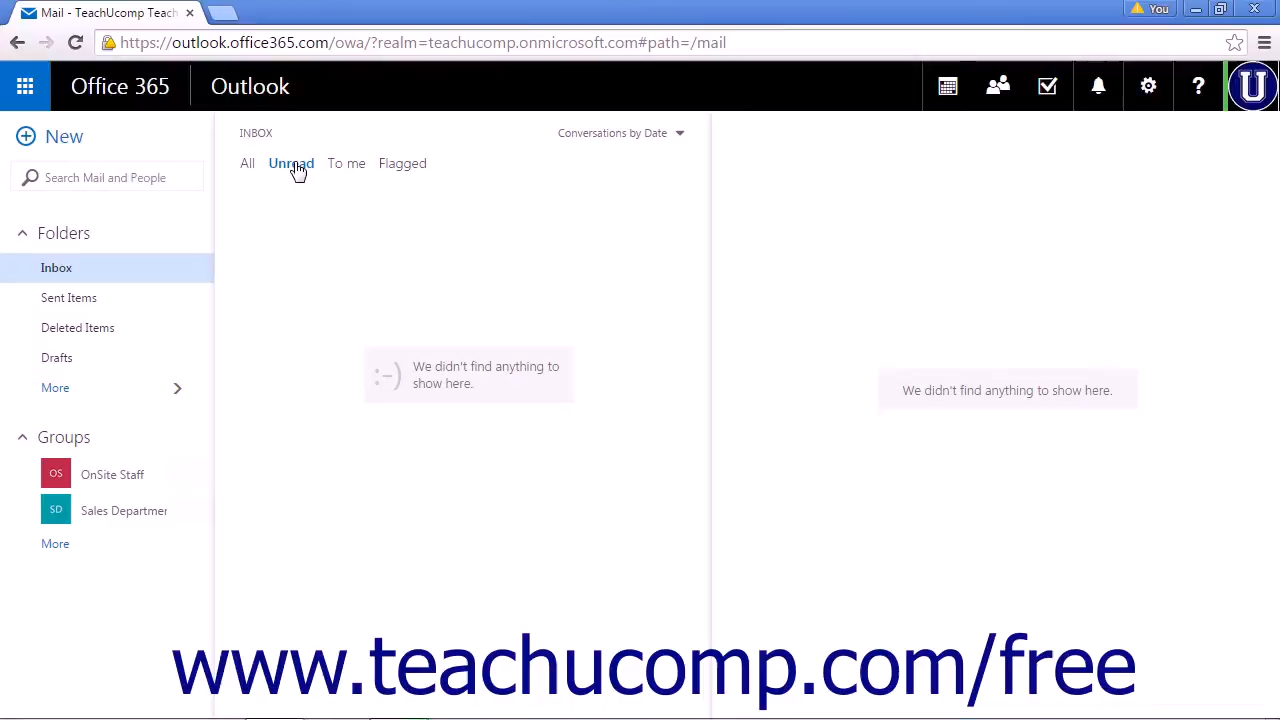 Mail - TeachUcomp Teach
You
https://outlook.office365.com/owa/?realm=teachucomp.onmicosoft.com#path=/mail
Office 365
Outlook
?
U
New
Search Mail and People
Folders
Inbox
Sent Items
Deleted Items
Drafts
More
Groups
OS OnSite Staff
SD Sales Departmer
More
INBOX
Conversations by Date
All Unread To me Flagged
:-)
We didn't find anything to
show here.
We didn't find anything to show here.
www.teachucomp.com/free